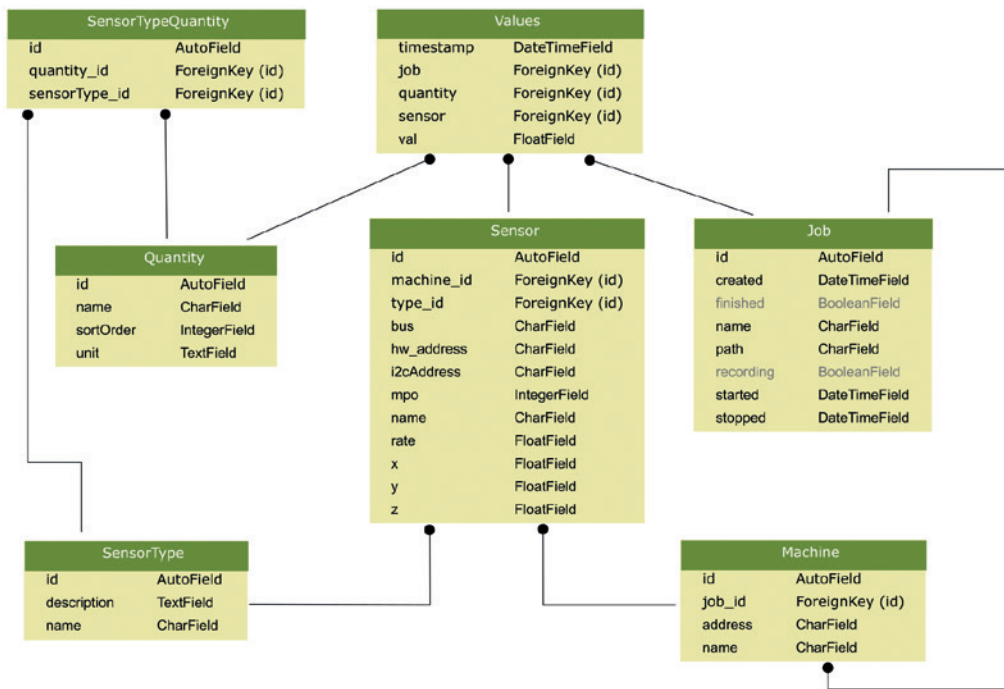 SensorTypeQuantity
id AutoField
quantity_id ForeignKey (id)
sensorType_id ForeignKey (id)
Values
timestamp DateTimeField
job ForeignKey (id)
quantity ForeignKey (id)
sensor ForeignKey (id)
val FloatField
Quantity
id AutoField
name CharField
sortOrder IntegerField
unit TextField
Sensor
id AutoField
machine_id ForeignKey (id)
type_id ForeignKey (id)
bus CharField
hw_address CharField
i2cAddress CharField
mpo IntegerField
name CharField
rate FloatField
x FloatField
y FloatField
z FloatField
Job
id AutoField
created DateTimeField
finished BooleanField
name CharField
path CharField
recording BooleanField
started DateTimeField
stopped DateTimeField
SensorType
id AutoField
description TextField
name CharField
Machine
id AutoField
job_id ForeignKey (id)
address CharField
name CharField